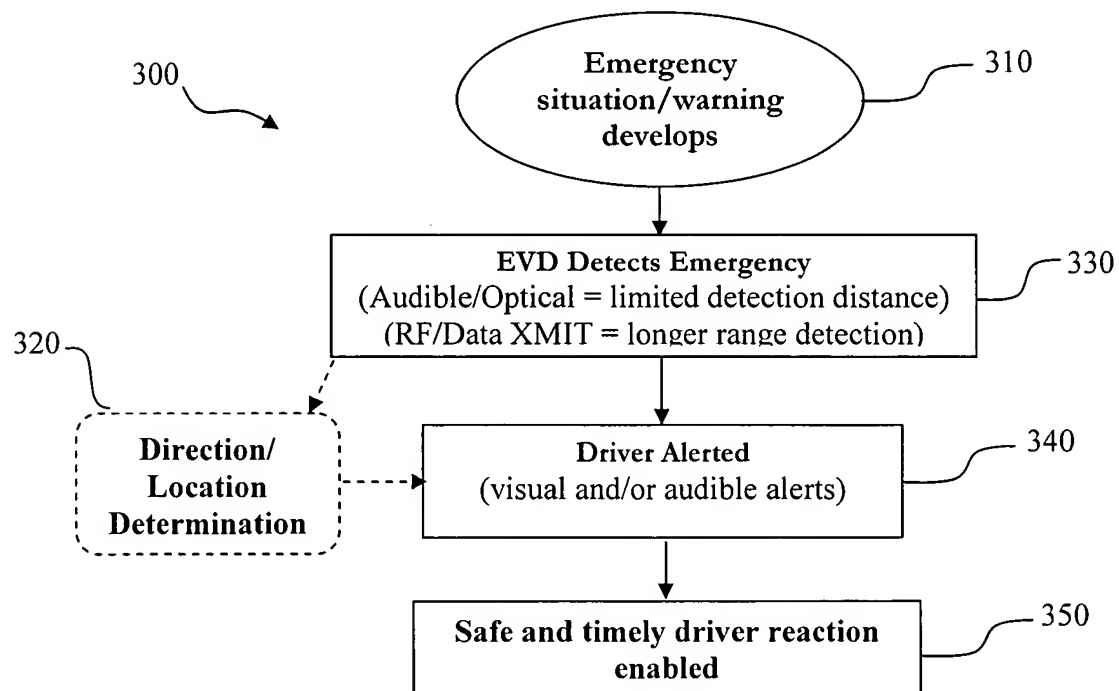 300
Emergency
situation/warning
develops
310
EVD Detects Emergency
(Audible/Optical = limited detection distance)
(RF/Data XMIT = longer range detection)
330
320
Direction/
Location
Determination
Driver Alerted
(visual and/or audible alerts)
340
Safe and timely driver reaction
enabled
350